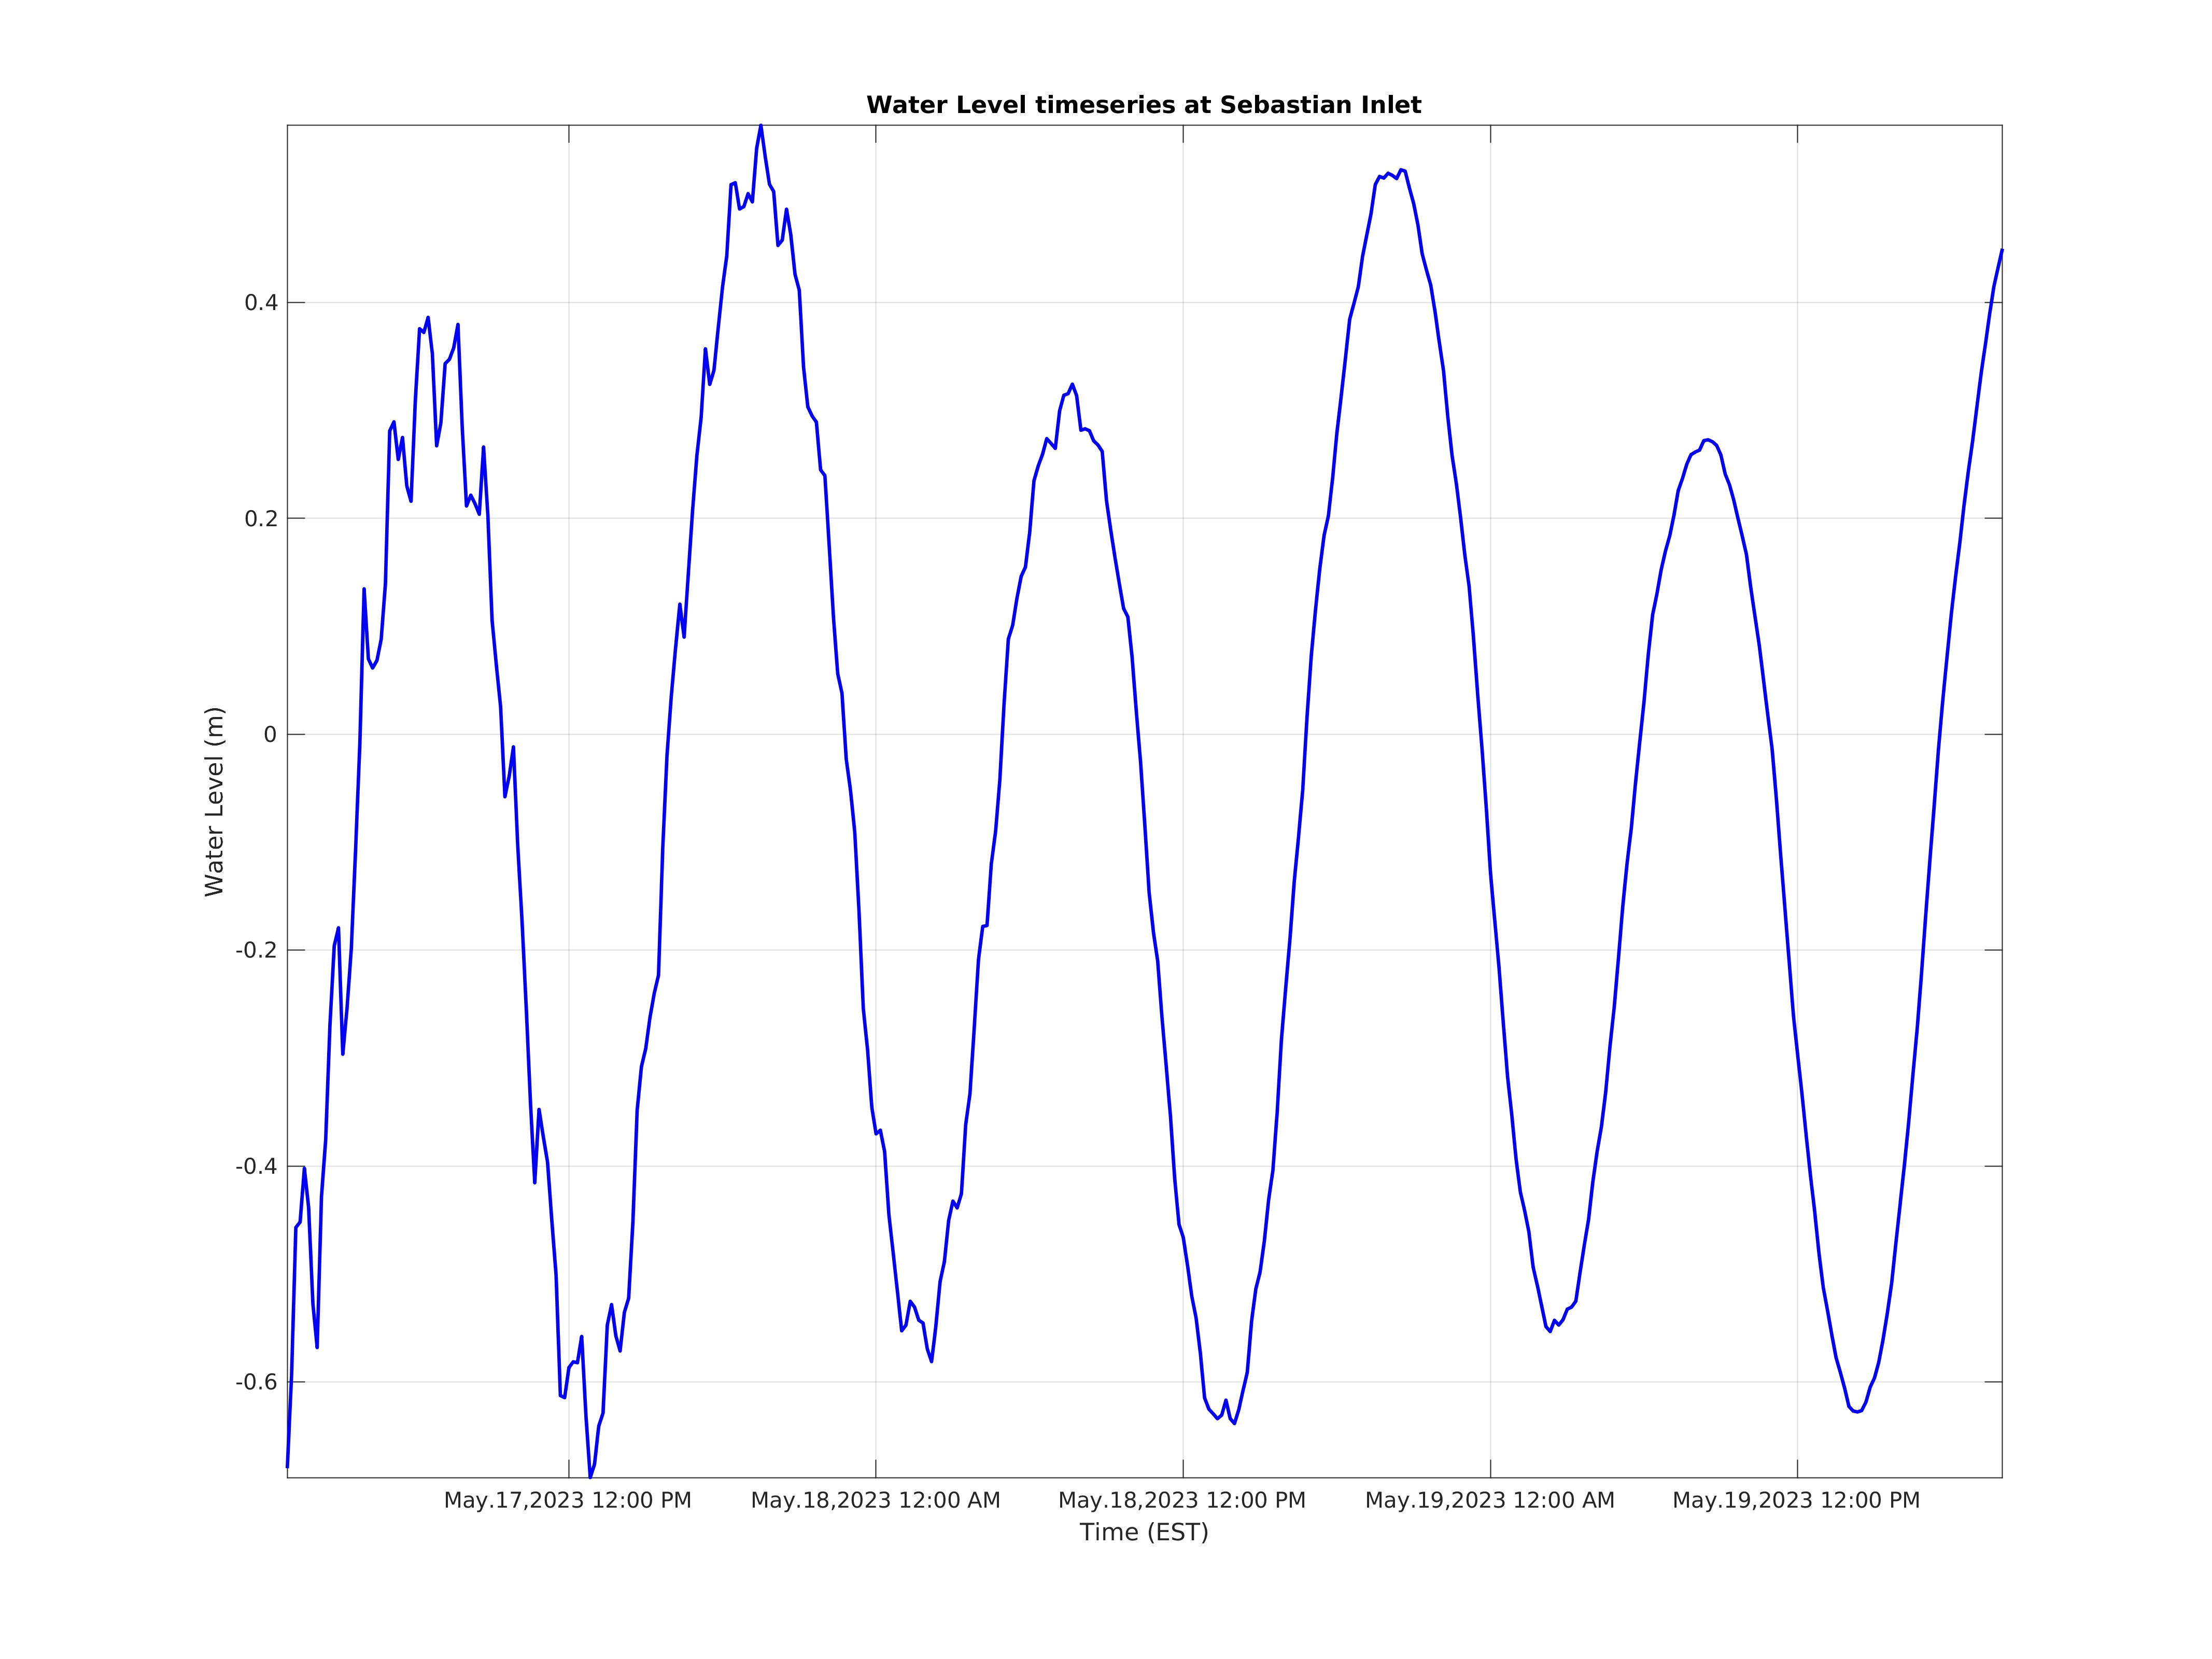 Water Level timeseries at Sebastian Inlet
0.4
0.2
0
-0.2
-0.4
-0.6
Water Level (m)
May.17,2023 12:00 PM
May.18,2023 12:00 AM
May.18,2023 12:00 PM
May.19,2023 12:00 AM
May.19,2023 12:00 PM
Time (EST)